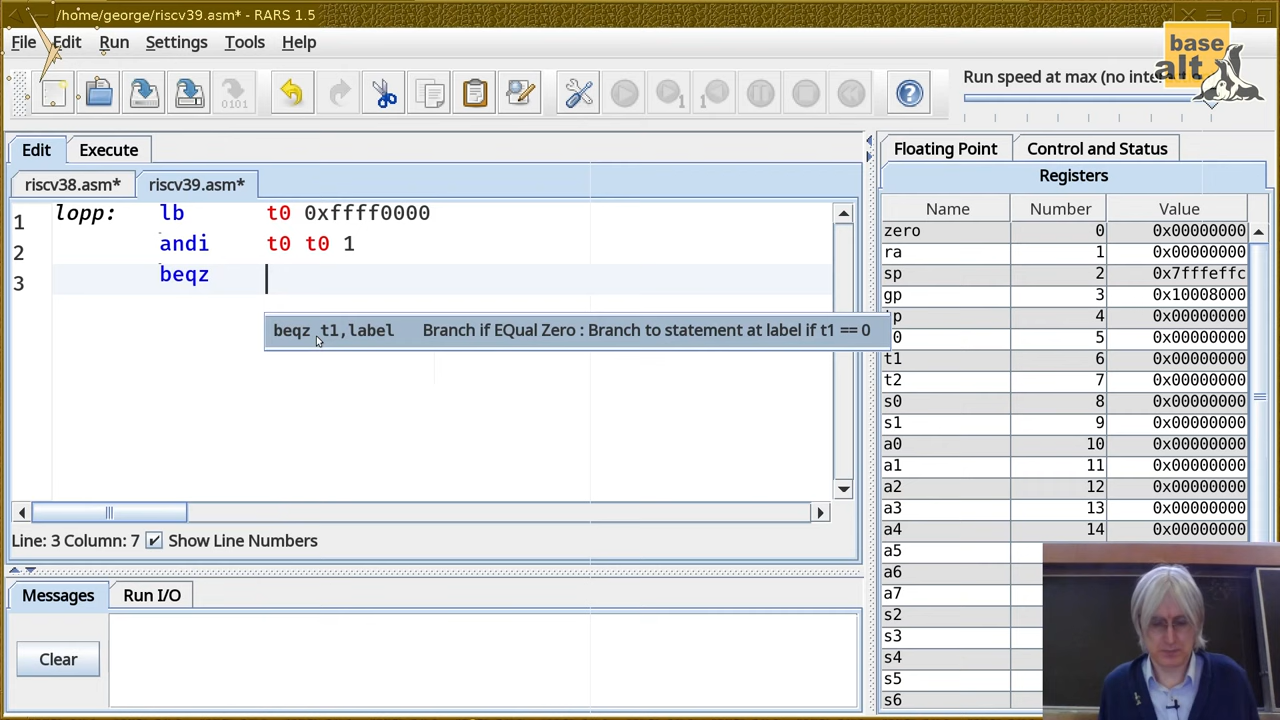 /home/george/riscv39.asm* - RARS 1.5
File Edit Run Settings Tools Help
base
alt
Run speed at max (no inte
0101
1
1
Edit Execute
riscv38.asm* riscv39.asm*
1 lopp: lb t0 0xffff0000
2 andi t0 t0 1
3 beqz
beqz t1,label Branch if EQual Zero : Branch to statement at label if t1 == 0
Line: 3 Column: 7 Show Line Numbers
Messages Run I/O
Clear
Floating Point Control and Status
Registers
Name Number Value
zero 0 0x00000000
ra 1 0x00000000
sp 2 0x7fffeffc
gp 3 0x10008000
tp 4 0x00000000
t0 5 0x00000000
t1 6 0x00000000
t2 7 0x00000000
s0 8 0x00000000
s1 9 0x00000000
a0 10 0x00000000
a1 11 0x00000000
a2 12 0x00000000
a3 13 0x00000000
a4 14 0x00000000
a5
a6
a7
s2
s3
s4
s5
s6